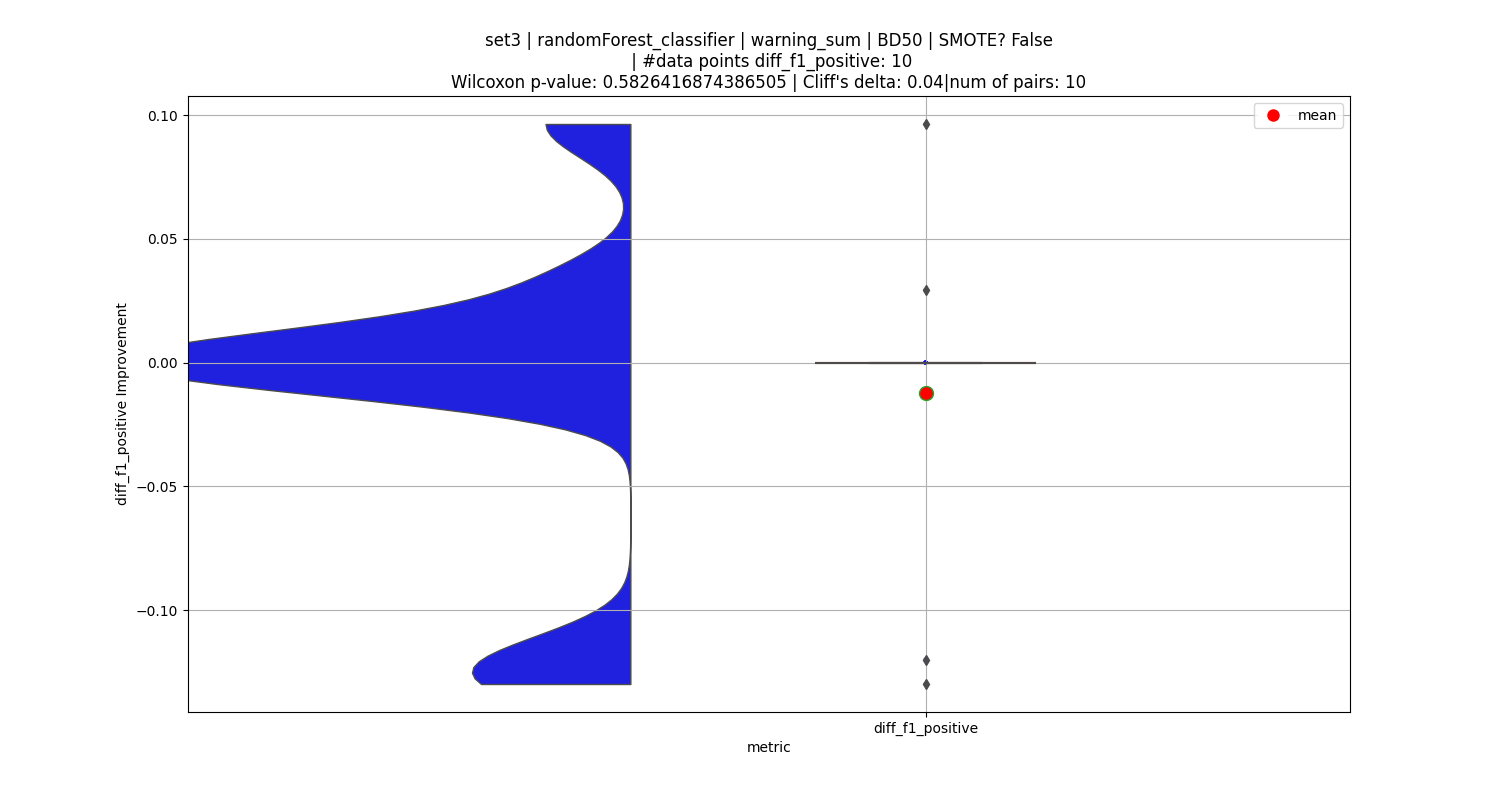 set3 | randomForest_classifier | warning_sum | BD50 | SMOTE? False
| #data points diff_f1_positive: 10
Wilcoxon p-value: 0.5826416874386505 | Cliff's delta: 0.04|num of pairs: 10
mean
0.10
0.05
0.00
−0.05
−0.10
diff_f1_positive Improvement
diff_f1_positive
metric